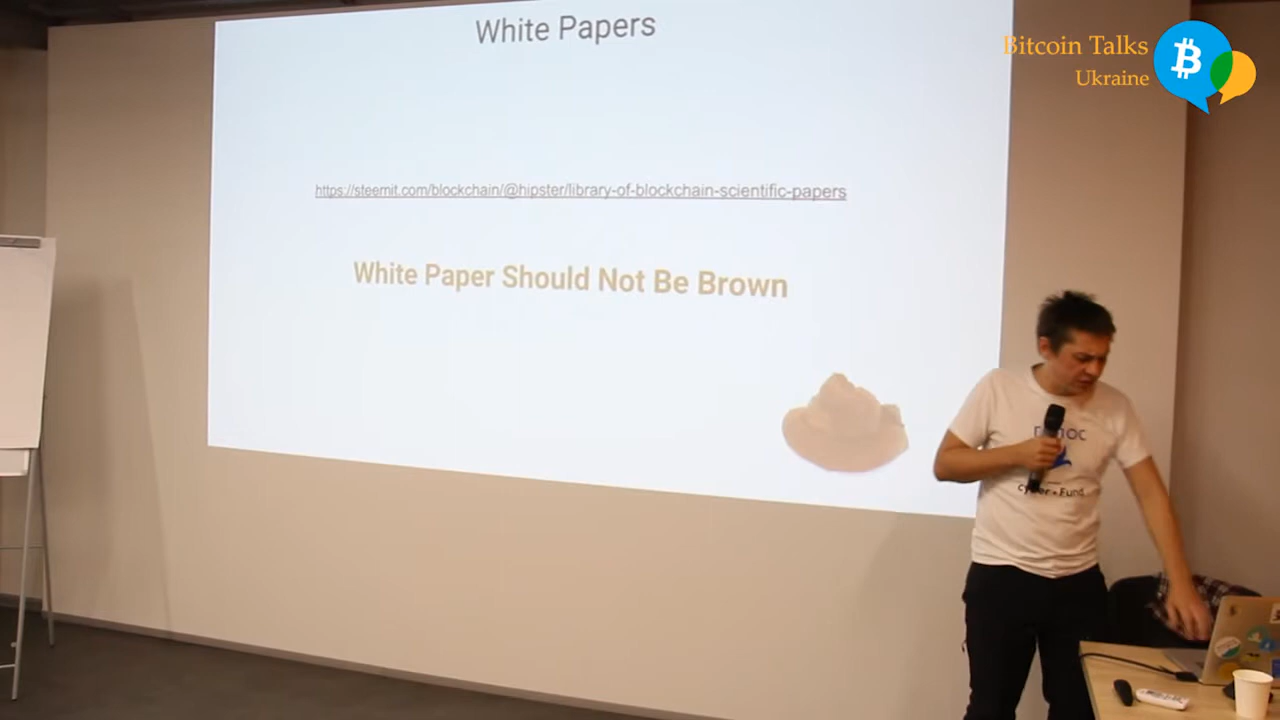 White Papers
Bitcoin Talks
Ukraine
https://steemit.com/blockchain/@hipster/library-of-blockchain-scientific-papers
White Paper Should Not Be Brown
Fund